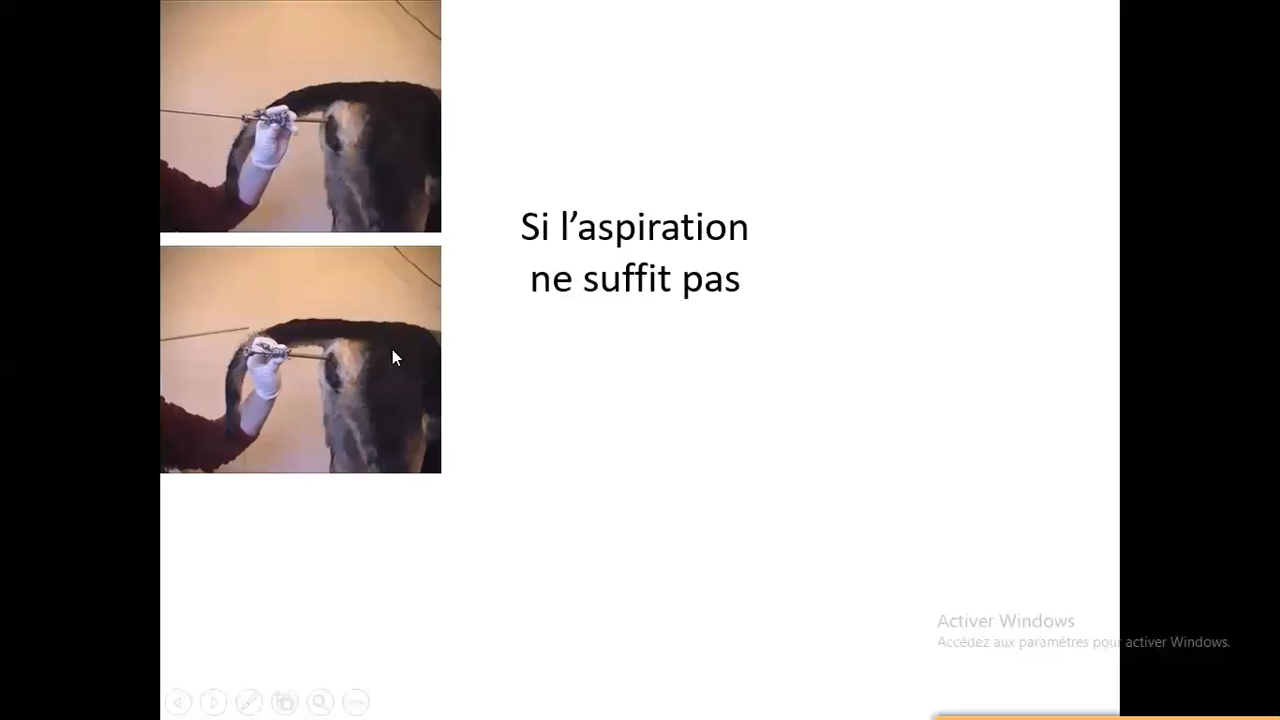 Si l’aspiration
ne suffit pas
Activer Windows
Accédez aux paramètres pour activer Windows.